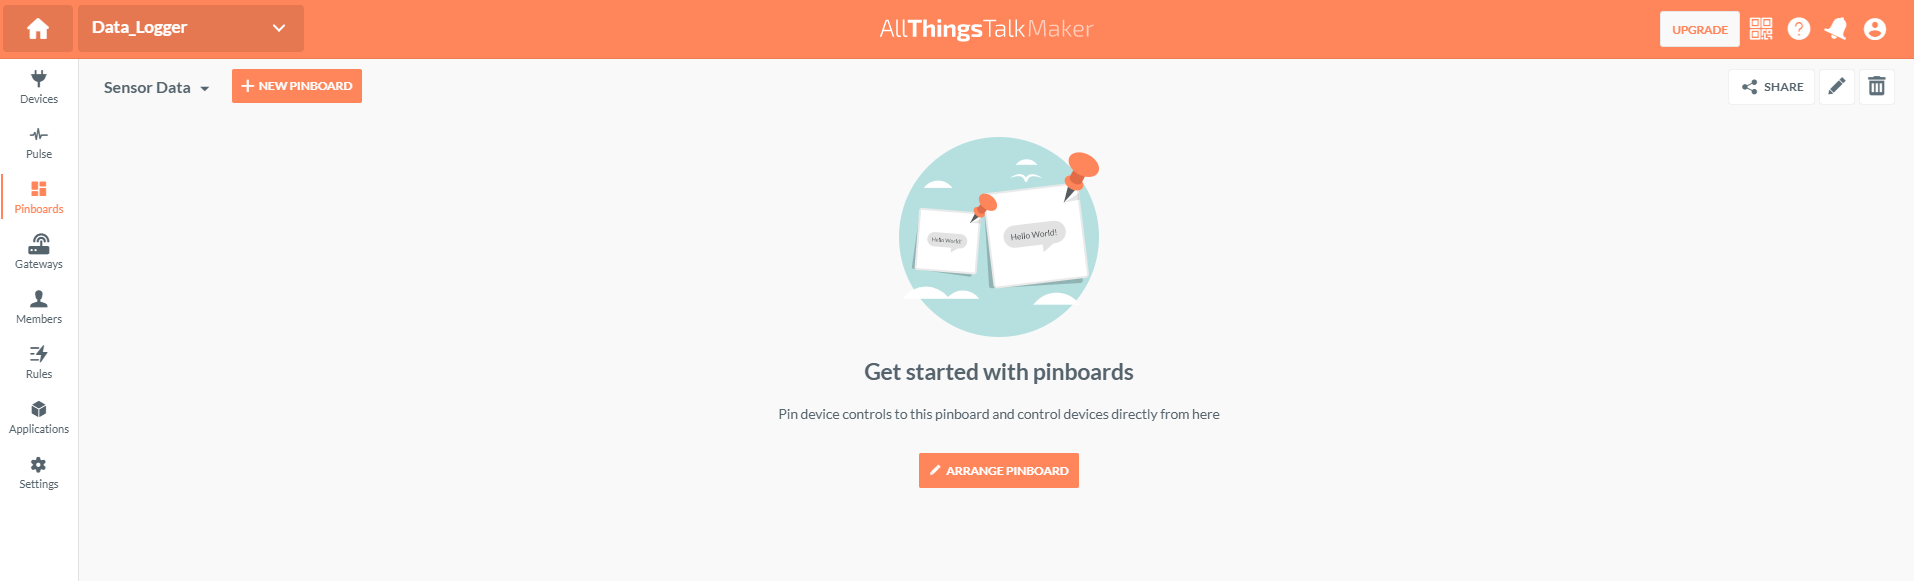 Data_Logger
AllThingsTalkMaker
UPGRADE
Sensor Data
NEW PINBOARD
SHARE
Devices
Pulse
Pinboards
Gateways
Members
Rules
Applications
Settings
Hello World!
Hello World!
Get started with pinboards
Pin device controls to this pinboard and control devices directly from here
ARRANGE PINBOARD